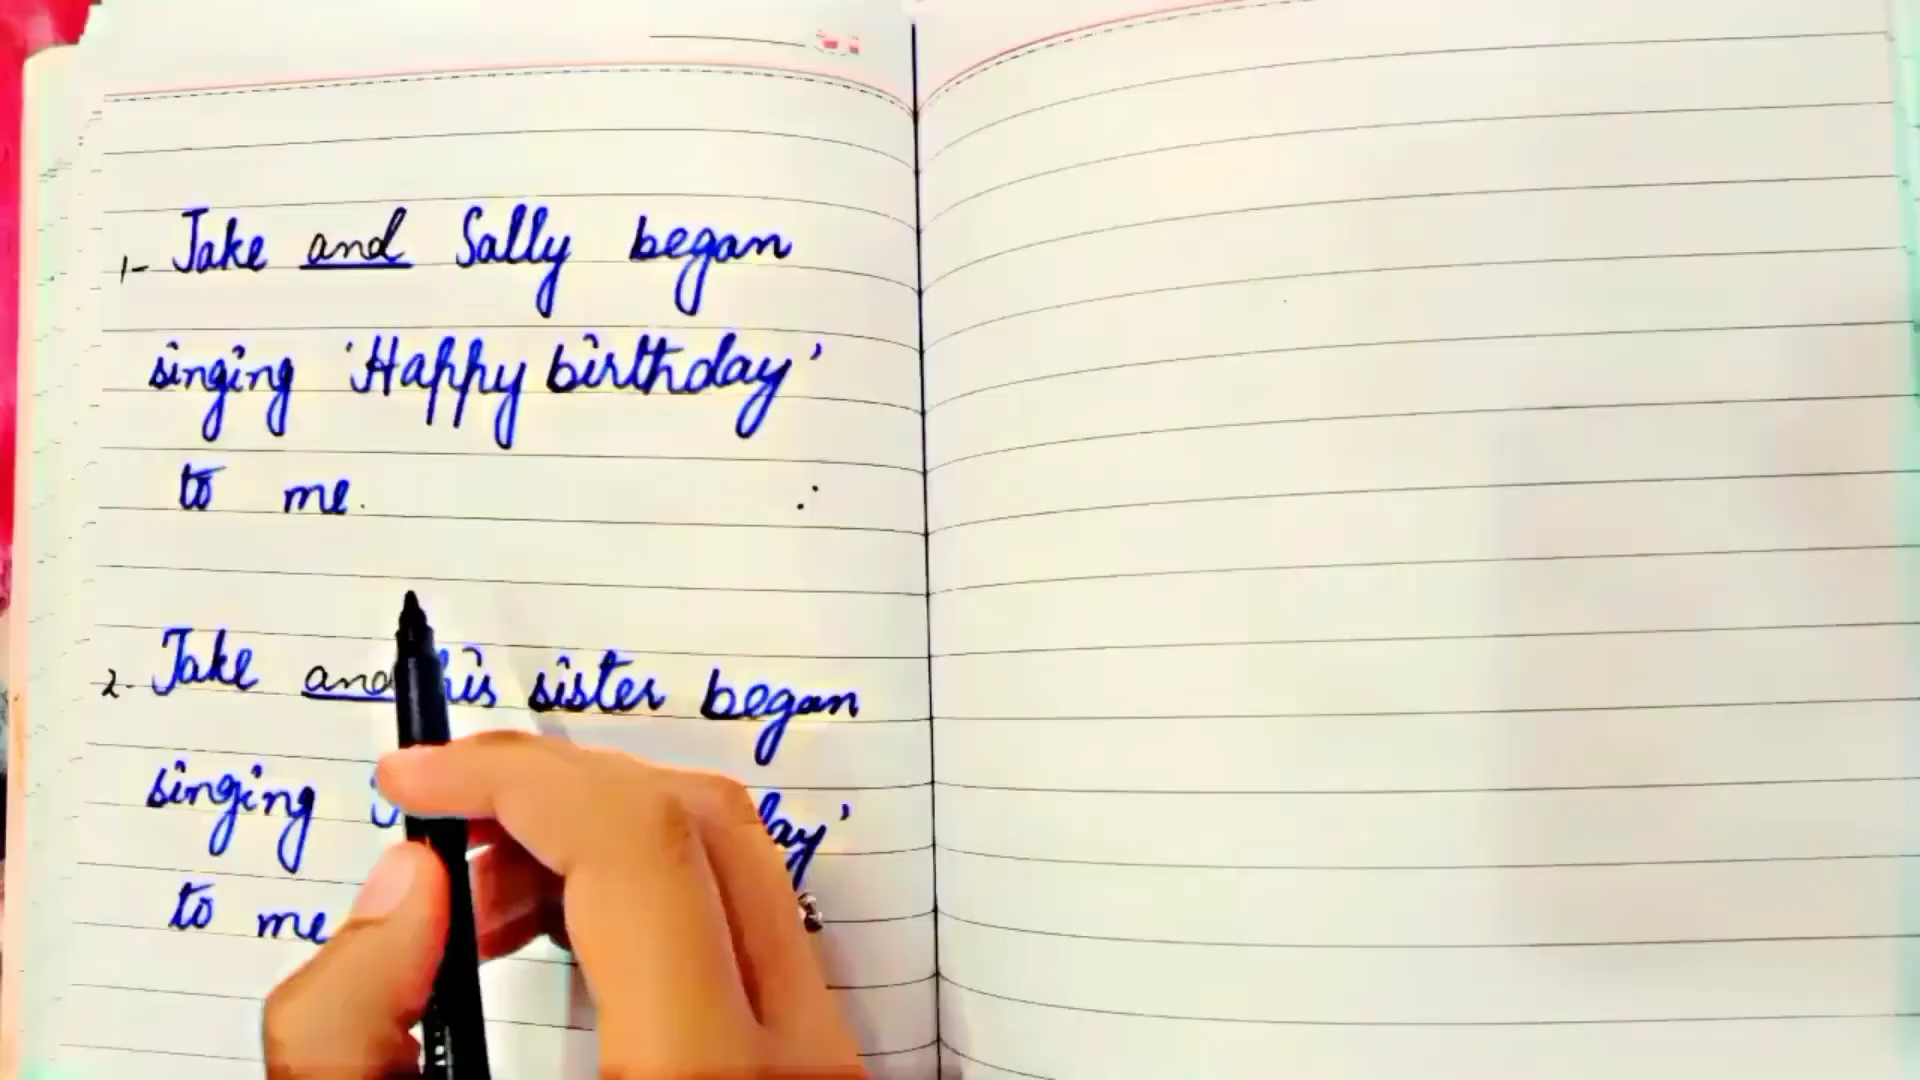 1- Jake and Sally began
singing 'Happy birthday'
to me.
2- Jake and his sister began
singing
to me